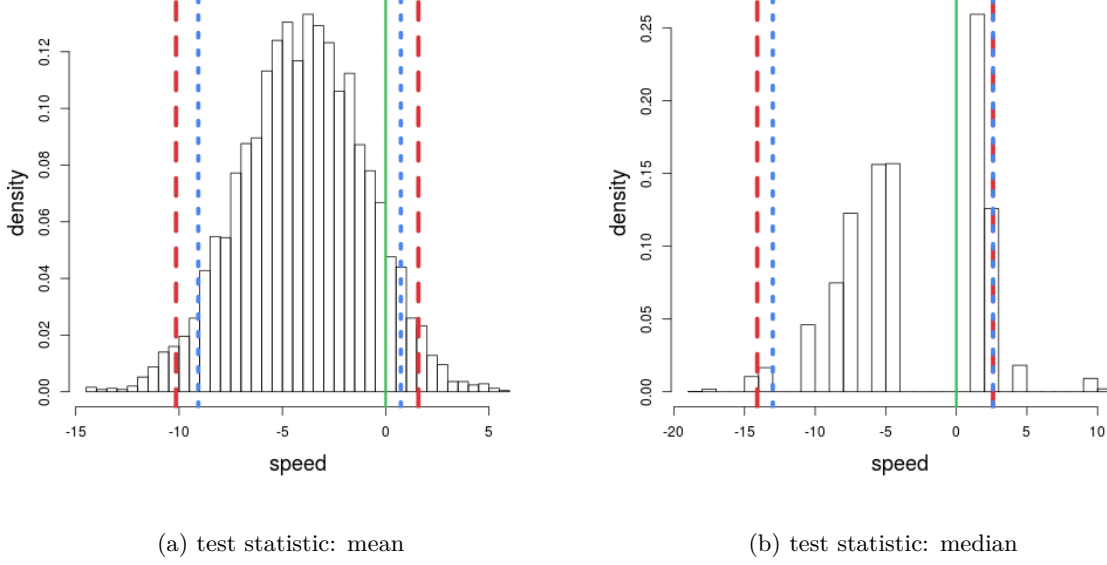 density
0.00 0.02 0.04 0.06 0.08 0.10 0.12
-15 -10 -5 0 5
speed
(a) test statistic: mean
density
0.00 0.05 0.10 0.15 0.20 0.25
-20 -15 -10 -5 0 5 10
speed
(b) test statistic: median